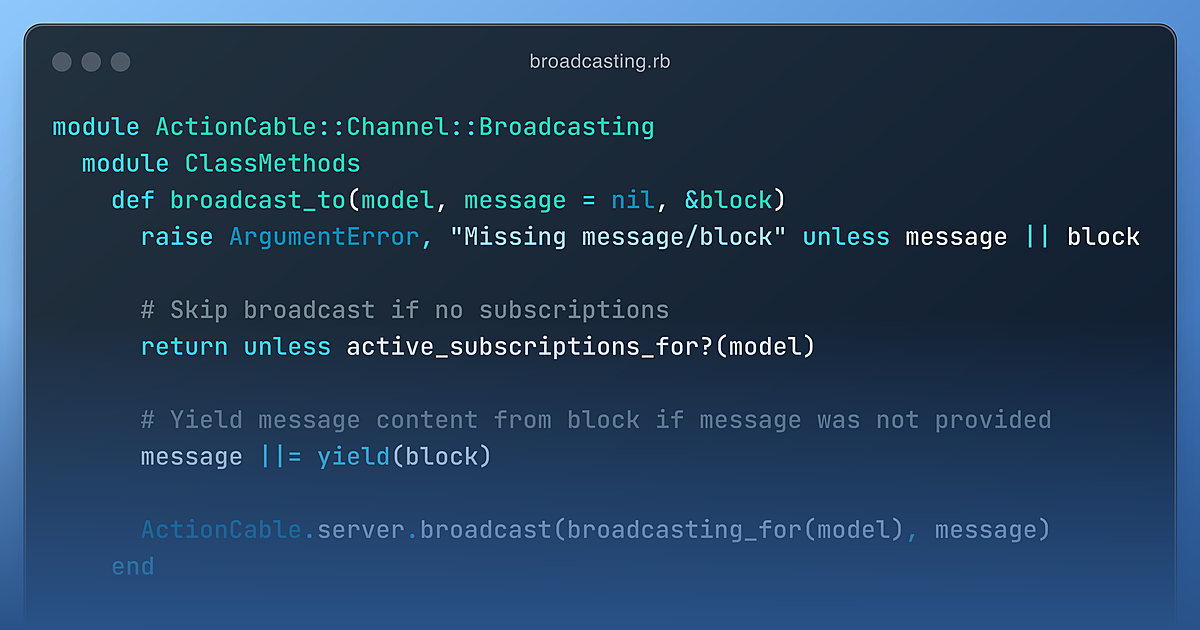 broadcasting.rb
module ActionCable::Channel::Broadcasting
  module ClassMethods
    def broadcast_to(model, message = nil, &block)
      raise ArgumentError, "Missing message/block" unless message || block

      # Skip broadcast if no subscriptions
      return unless active_subscriptions_for?(model)

      # Yield message content from block if message was not provided
      message ||= yield(block)

      ActionCable.server.broadcast(broadcasting_for(model), message)
    end